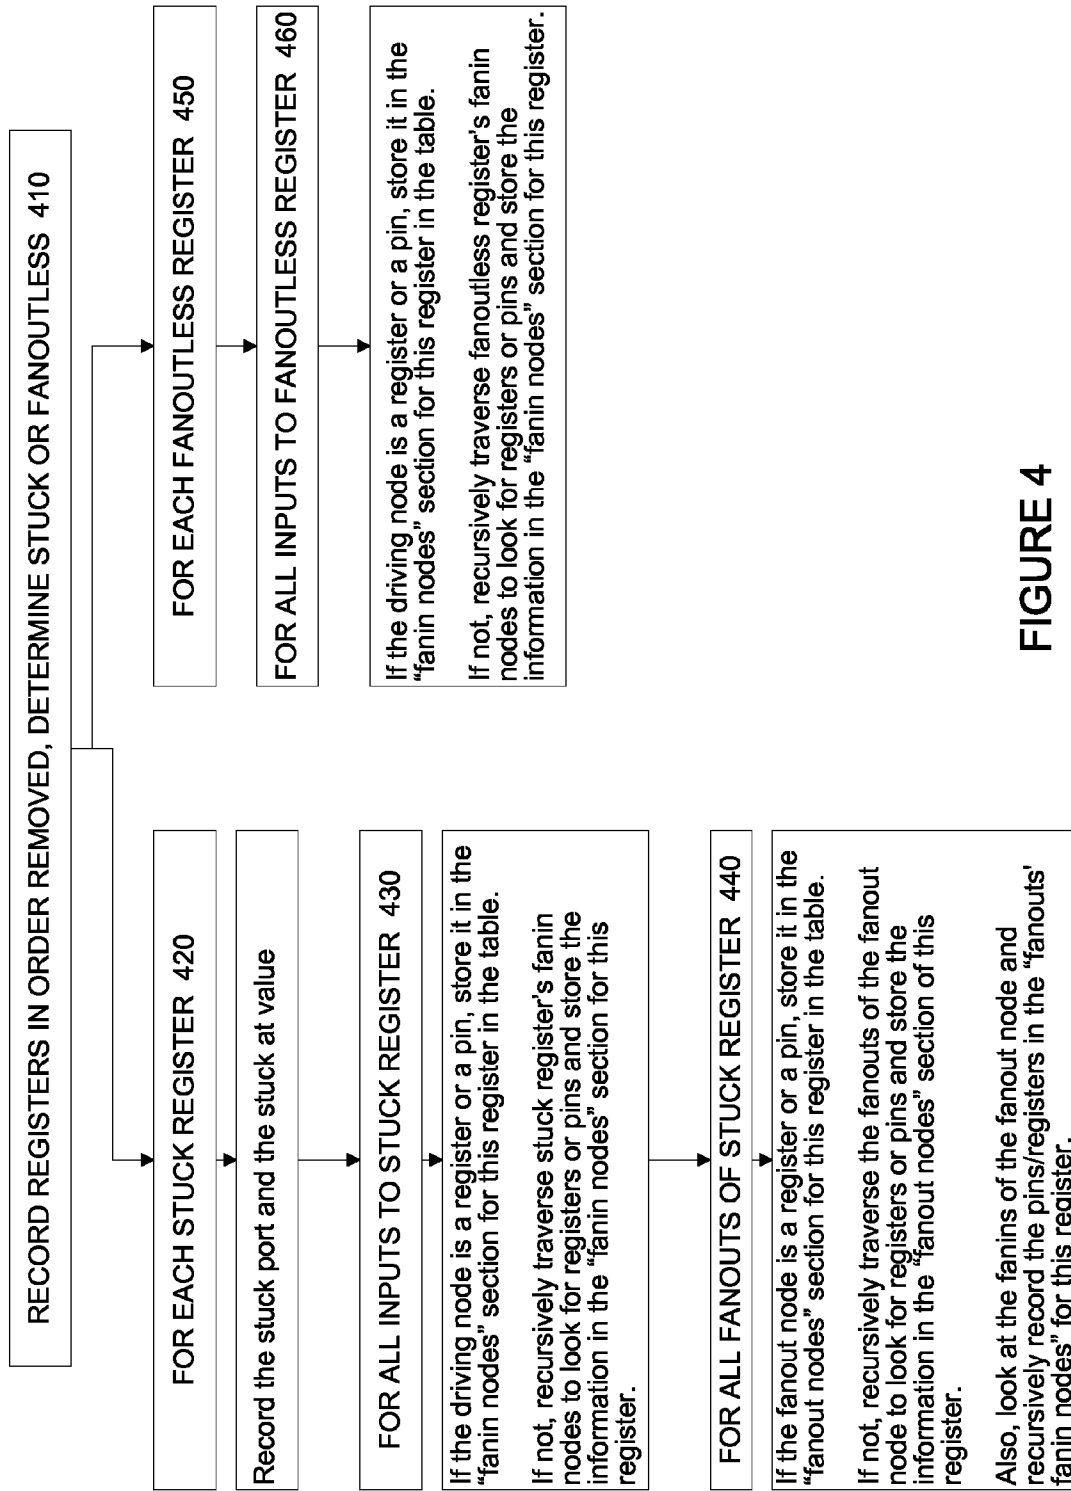 RECORD REGISTERS IN ORDER REMOVED, DETERMINE STUCK OR FANOUTLESS 410
FOR EACH STUCK REGISTER 420
Record the stuck port and the stuck at value
FOR ALL INPUTS TO STUCK REGISTER 430
If the driving node is a register or a pin, store it in the
"fanin nodes" section for this register in the table.
If not, recursively traverse stuck register's fanin
nodes to look for registers or pins and store the
information in the "fanin nodes" section for this
register.
FOR ALL FANOUTS OF STUCK REGISTER 440
If the fanout node is a register or a pin, store it in the
"fanout nodes" section for this register in the table.
If not, recursively traverse the fanouts of the fanout
node to look for registers or pins and store the
information in the "fanout nodes" section of this
register.
Also, look at the fanins of the fanout node and
recursively record the pins/registers in the "fanouts'
fanin nodes" for this register.
FOR EACH FANOUTLESS REGISTER 450
FOR ALL INPUTS TO FANOUTLESS REGISTER 460
If the driving node is a register or a pin, store it in the
"fanin nodes" section for this register in the table.
If not, recursively traverse fanoutless register's fanin
nodes to look for registers or pins and store the
information in the "fanin nodes" section for this register.
FIGURE 4